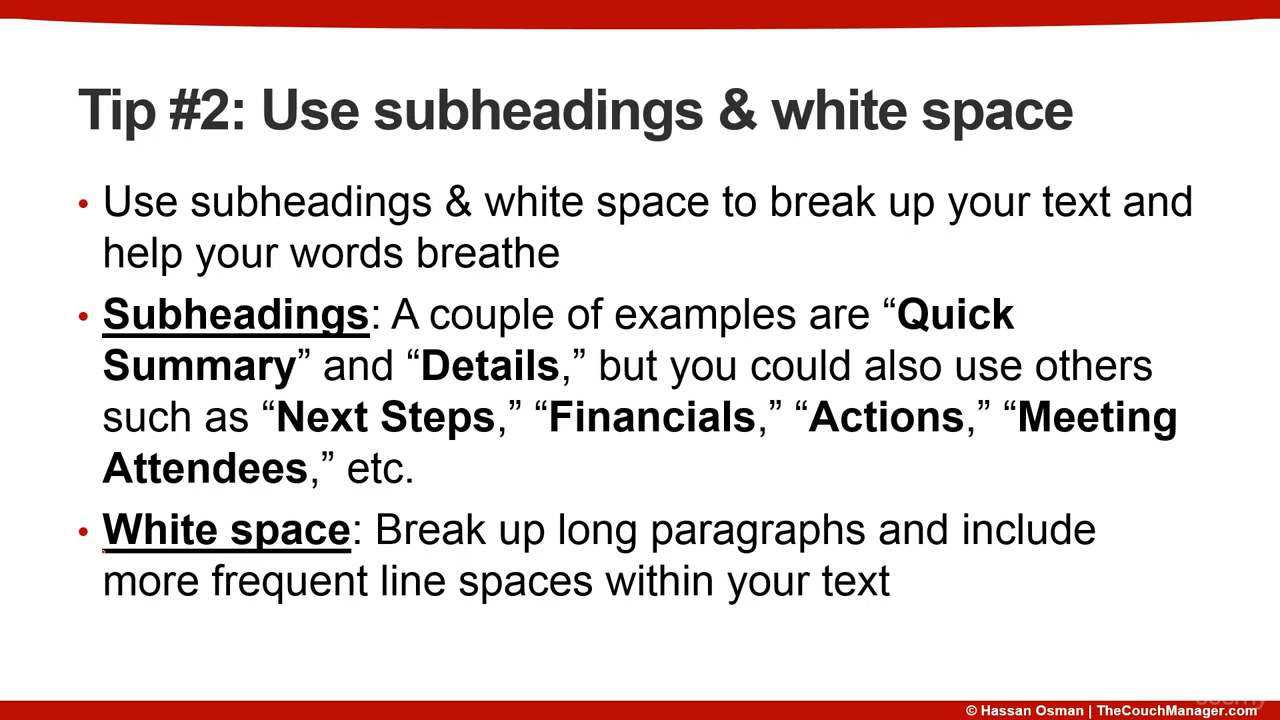 Tip #2: Use subheadings & white space
• Use subheadings & white space to break up your text and
help your words breathe
• Subheadings: A couple of examples are “Quick
Summary” and “Details,” but you could also use others
such as “Next Steps,” “Financials,” “Actions,” “Meeting
Attendees,” etc.
• White space: Break up long paragraphs and include
more frequent line spaces within your text
© Hassan Osman | TheCouchManager.com